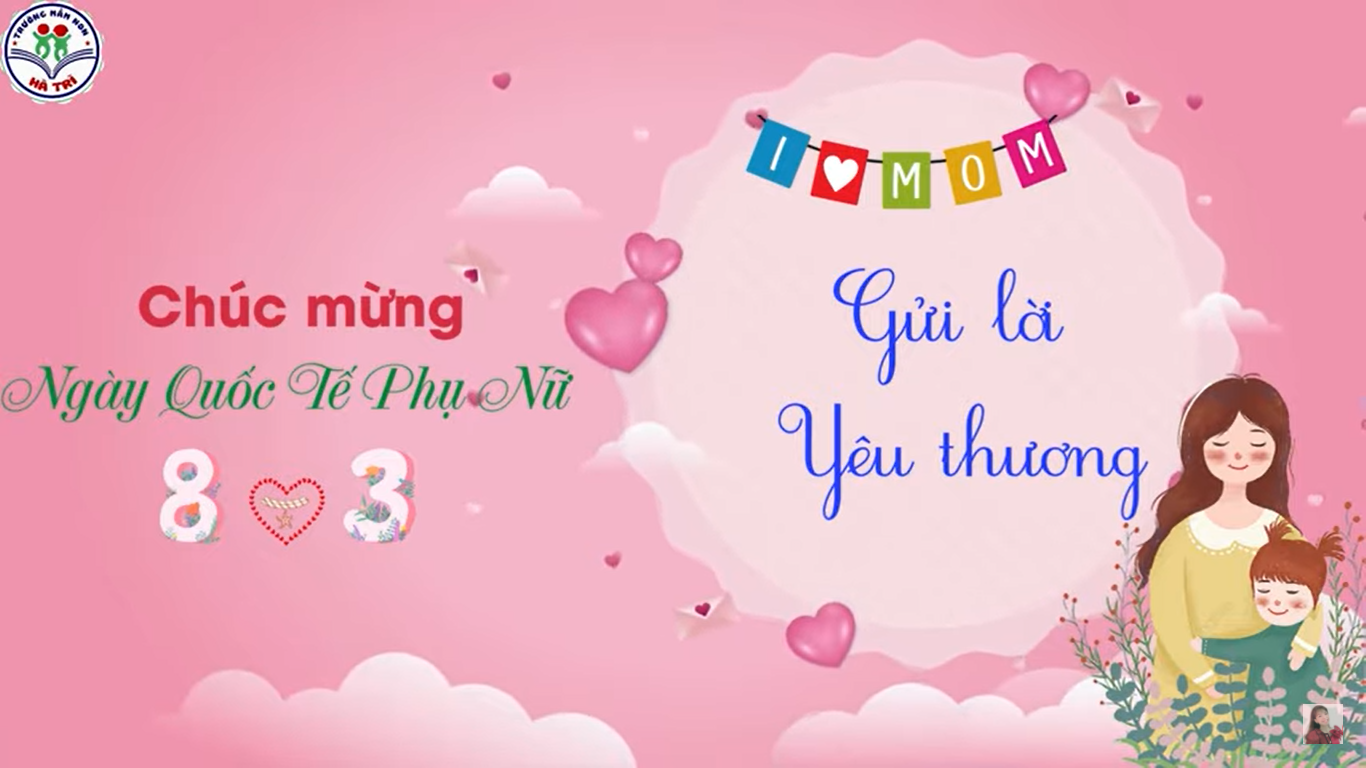 TRƯỜNG MẦM NON
HÀ TRÌ
Chúc mừng
Ngày Quốc Tế Phụ Nữ
8 3
I ♥ MOM
Gửi lời
Yêu thương